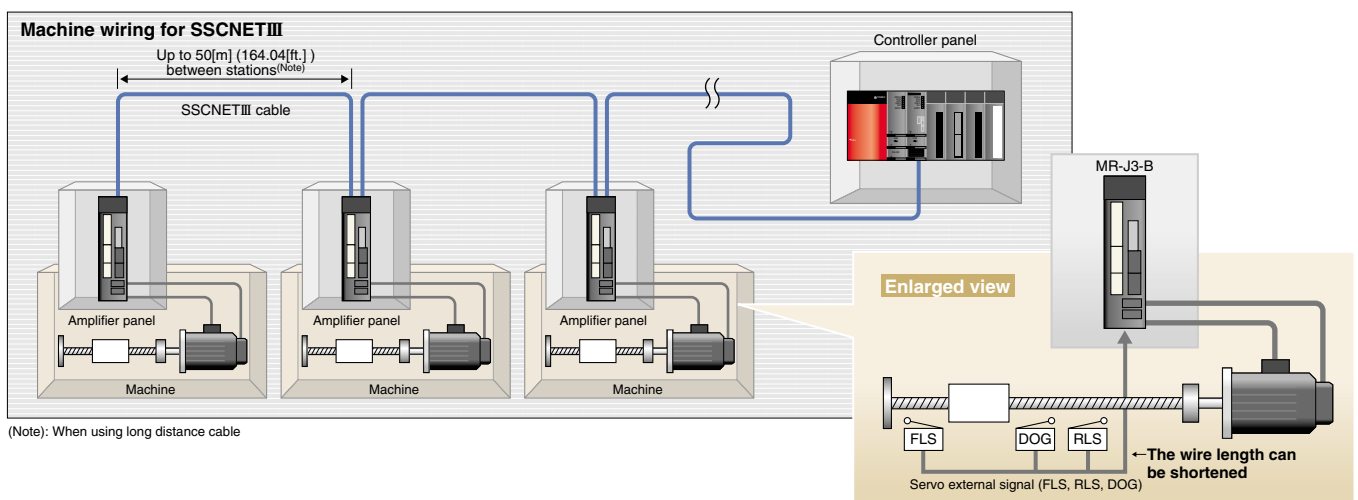 Machine wiring for SSCNETⅢ
Up to 50[m] (164.04[ft.] )
between stations(Note)
SSCNETⅢ cable
Controller panel
MR-J3-B
Enlarged view
Amplifier panel
Amplifier panel
Amplifier panel
Machine
Machine
Machine
FLS
DOG
RLS
←The wire length can
be shortened
Servo external signal (FLS, RLS, DOG)
(Note): When using long distance cable